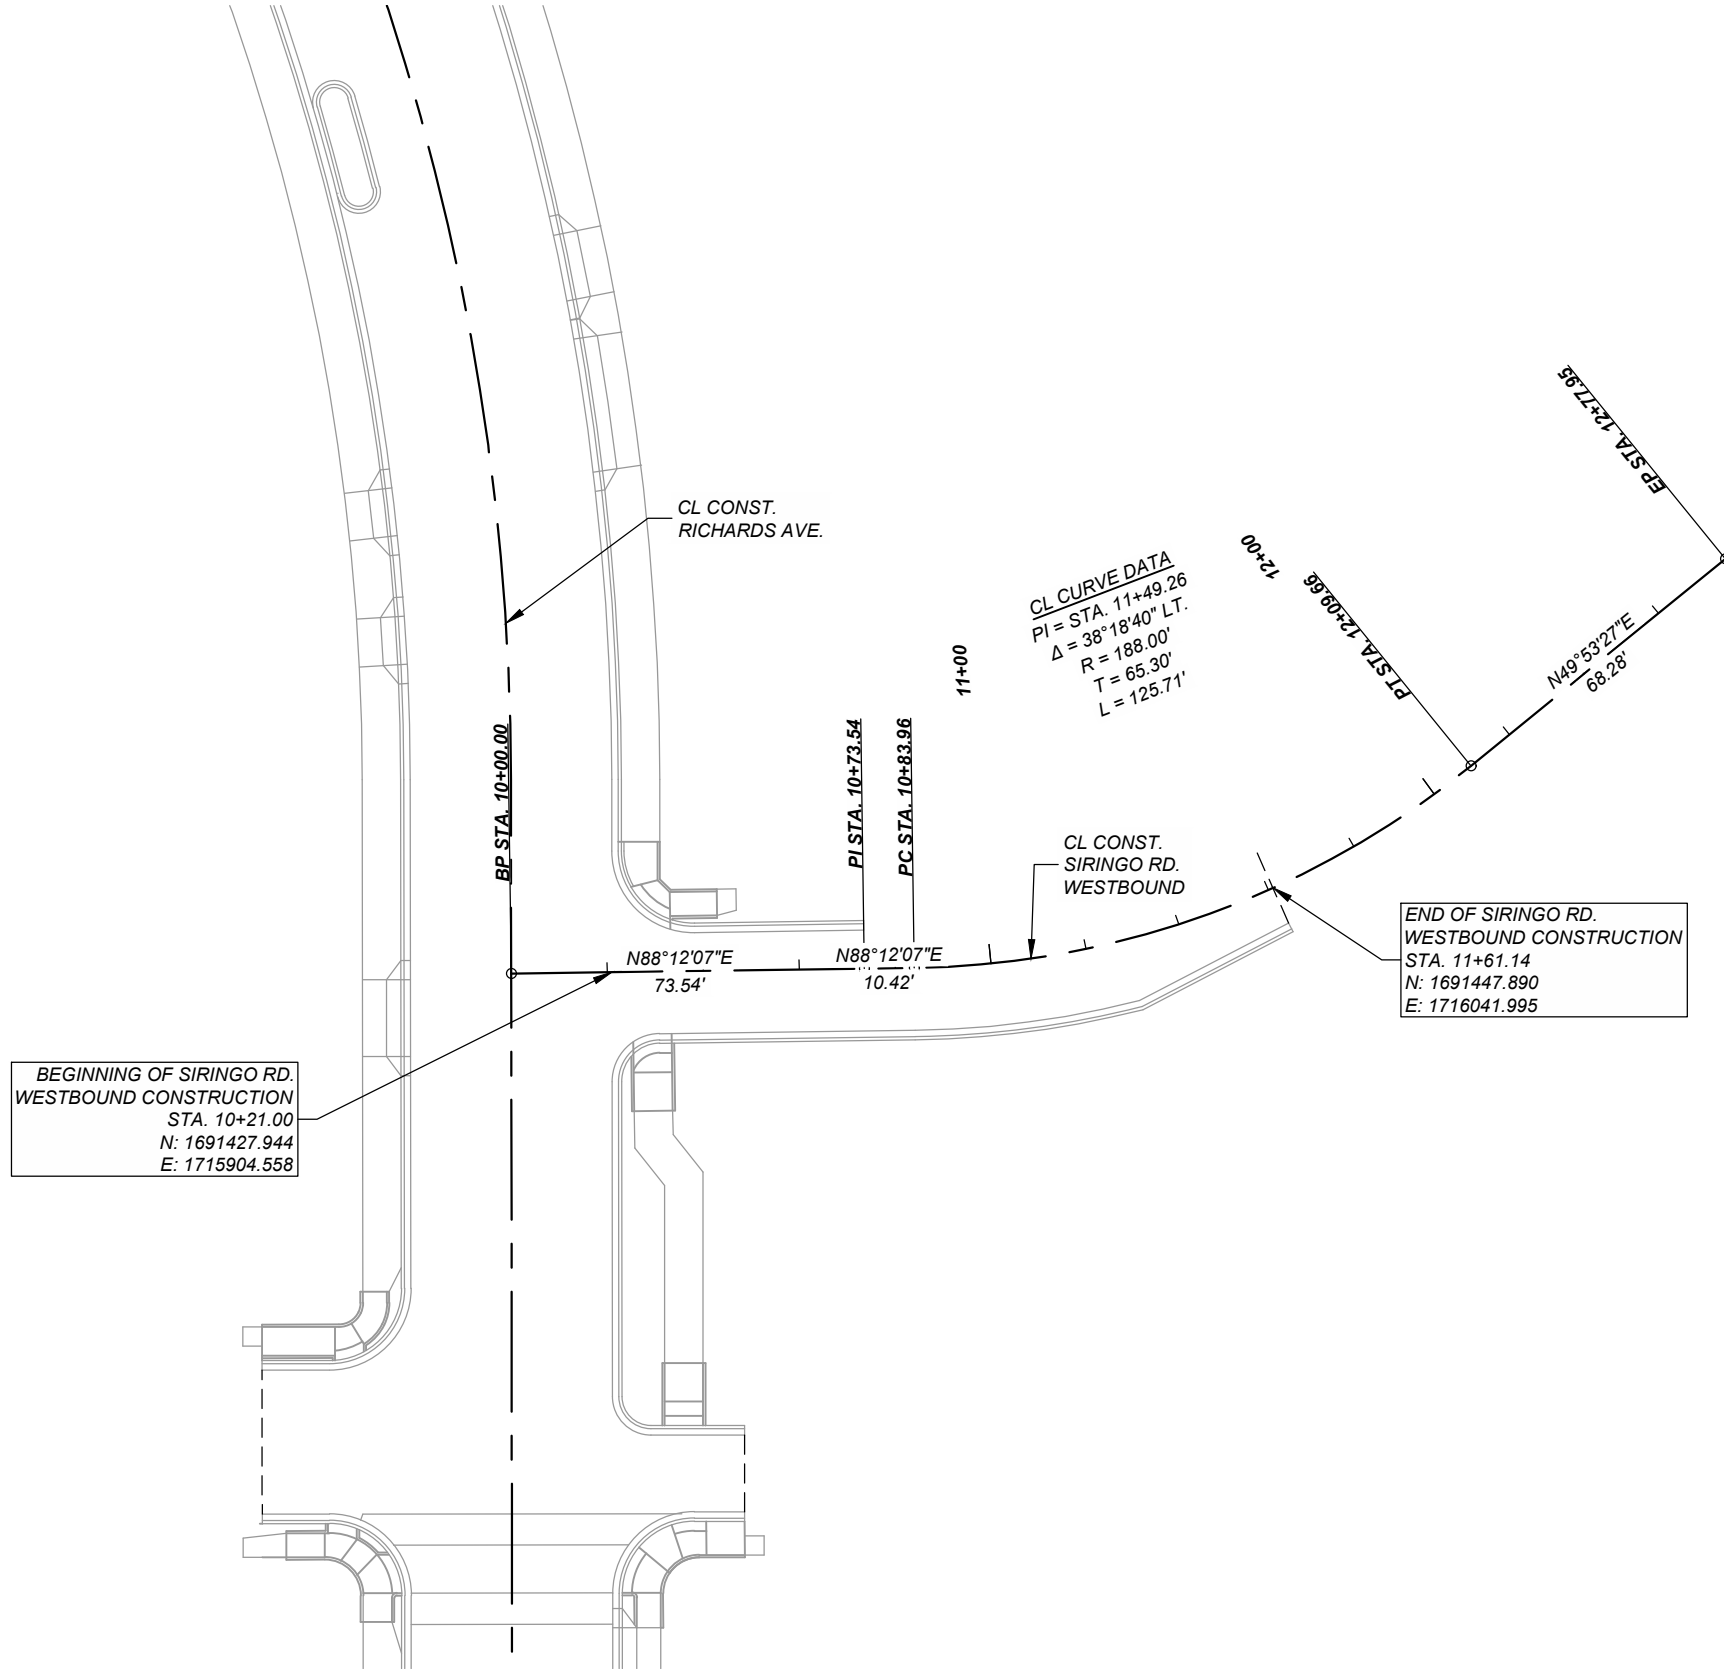 CL CONST.
RICHARDS AVE.
EP STA. 12+77.95
12+00
PT STA. 12+09.66
CL CURVE DATA
PI = STA. 11+49.26
Δ = 38°18'40" LT.
R = 188.00'
T = 65.30'
L = 125.71'
N49°53'27"E
68.28'
11+00
BP STA. 10+00.00
PI STA. 10+73.54
PC STA. 10+83.96
CL CONST.
SIRINGO RD.
WESTBOUND
N88°12'07"E
73.54'
N88°12'07"E
10.42'
END OF SIRINGO RD.
WESTBOUND CONSTRUCTION
STA. 11+61.14
N: 1691447.890
E: 1716041.995
BEGINNING OF SIRINGO RD.
WESTBOUND CONSTRUCTION
STA. 10+21.00
N: 1691427.944
E: 1715904.558